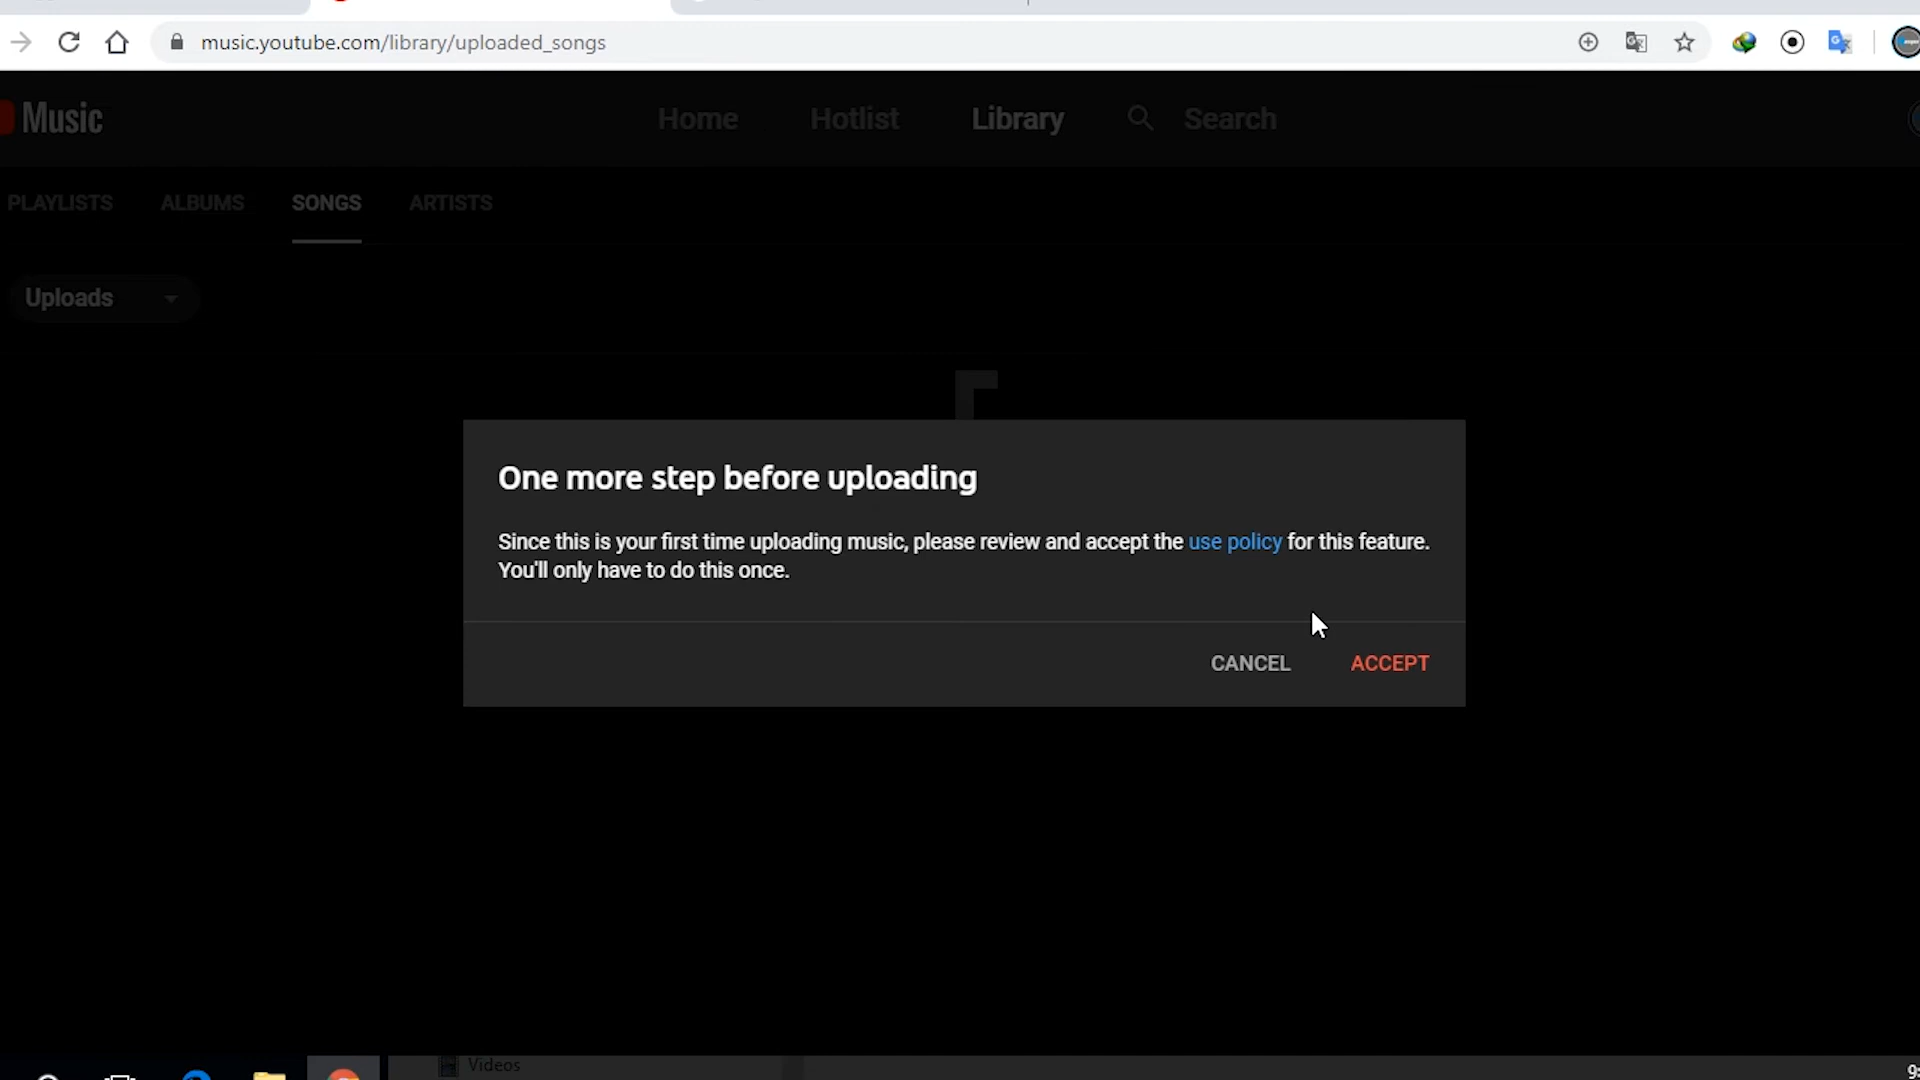 music.youtube.com/library/uploaded_songs
Music
Home Hotlist Library Search
PLAYLISTS ALBUMS SONGS ARTISTS
Uploads
One more step before uploading
Since this is your first time uploading music, please review and accept the use policy for this feature.
You'll only have to do this once.
CANCEL ACCEPT
Videos